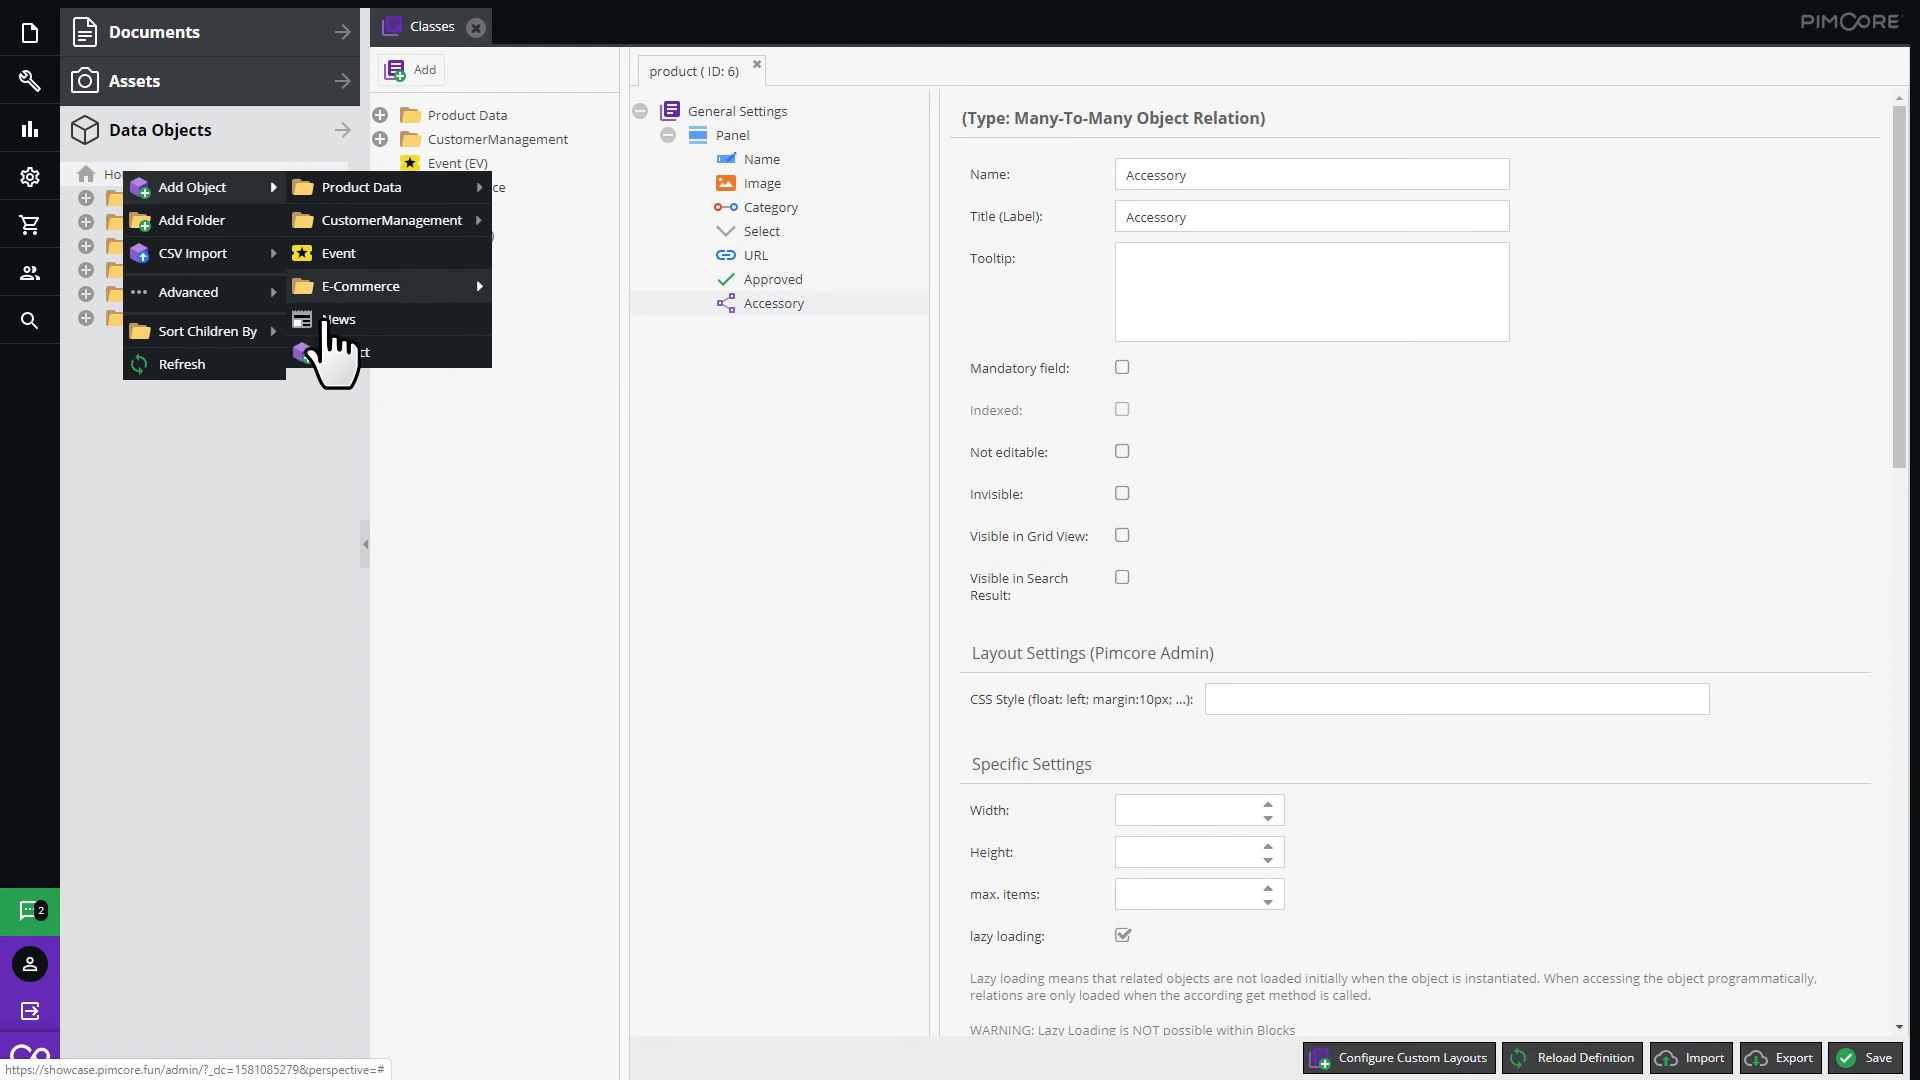 PIMCORE
Documents
Assets
Data Objects
Classes
Add
Product Data
CustomerManagement
Event (EV)
ce
)
Ho
Add Object
Add Folder
CSV Import
Advanced
Sort Children By
Refresh
Product Data
CustomerManagement
Event
E-Commerce
News
ct
product ( ID: 6)
General Settings
Panel
Name
Image
Category
Select
URL
Approved
Accessory
(Type: Many-To-Many Object Relation)
Name:
Accessory
Title (Label):
Accessory
Tooltip:
Mandatory field:
Indexed:
Not editable:
Invisible:
Visible in Grid View:
Visible in Search
Result:
Layout Settings (Pimcore Admin)
CSS Style (float: left; margin:10px; ...):
Specific Settings
Width:
Height:
max. items:
lazy loading:
Lazy loading means that related objects are not loaded initially when the object is instantiated. When accessing the object programmatically,
relations are only loaded when the according get method is called.
WARNING: Lazy Loading is NOT possible within Blocks
Configure Custom Layouts
Reload Definition
Import
Export
Save
2
https://showcase.pimcore.fun/admin/?_dc=1581085279&perspective=#